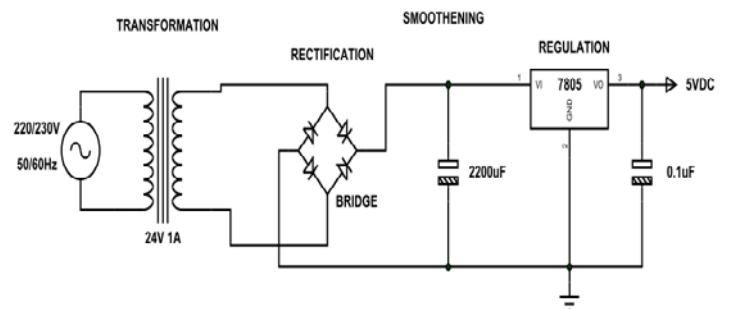 TRANSFORMATION
SMOOTHENING
RECTIFICATION
REGULATION
1
VI
7805
VO
3
5VDC
GND
2
220/230V
50/60Hz
2200uF
0.1uF
BRIDGE
24V 1A